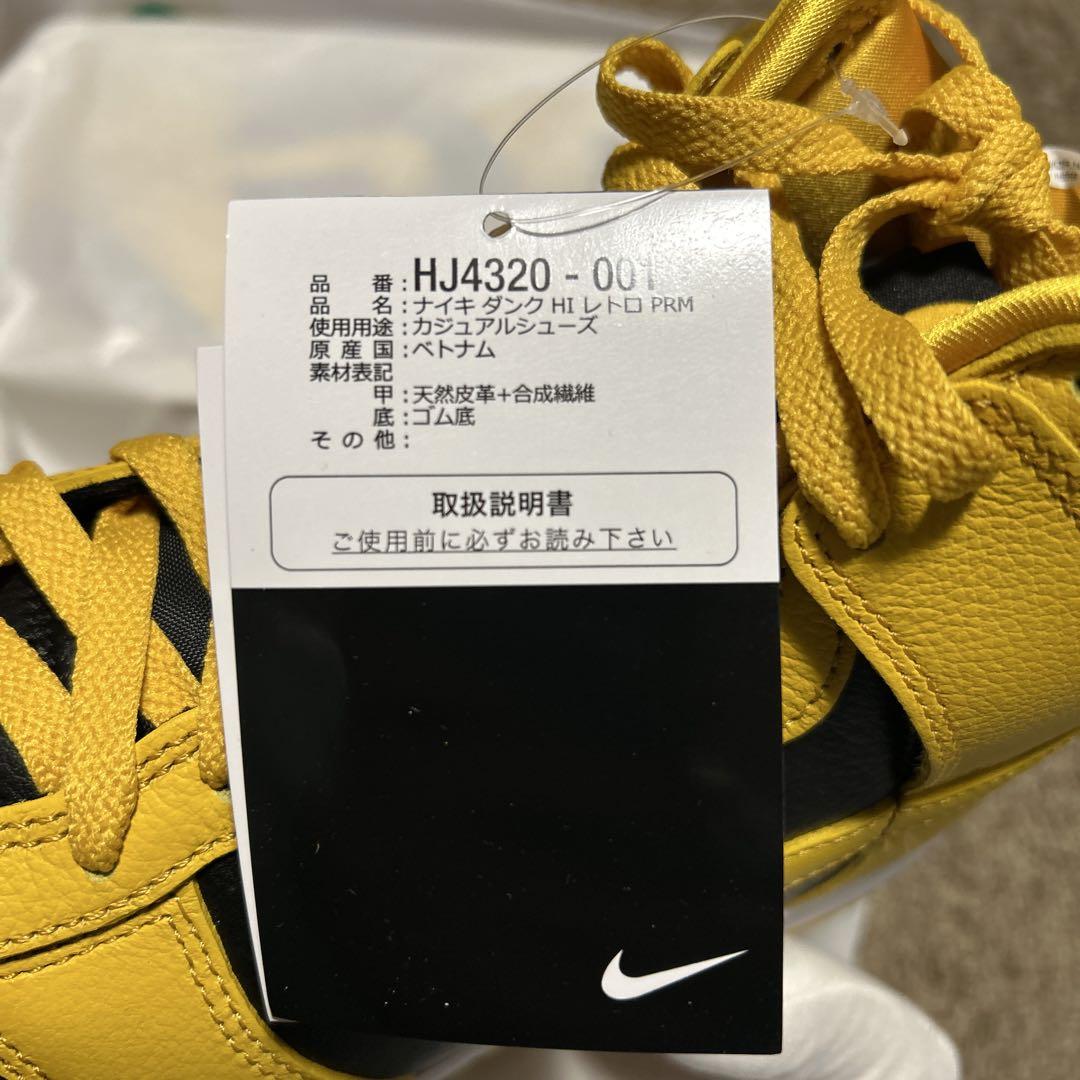 品 番:HJ4320 - 001
品 名:ナイキ ダンク HI レトロ PRM
使用用途:カジュアルシューズ
原 産 国:ベトナム
素材表記
甲:天然皮革+合成繊維
底:ゴム底
そ の 他:
取扱説明書
ご使用前に必ずお読み下さい